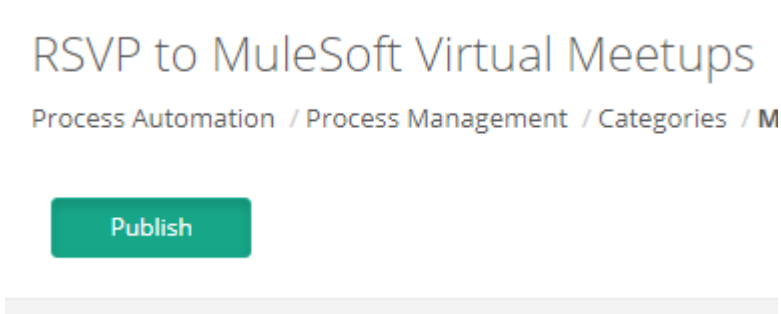 RSVP to MuleSoft Virtual Meetups
Process Automation / Process Management / Categories /
Publish